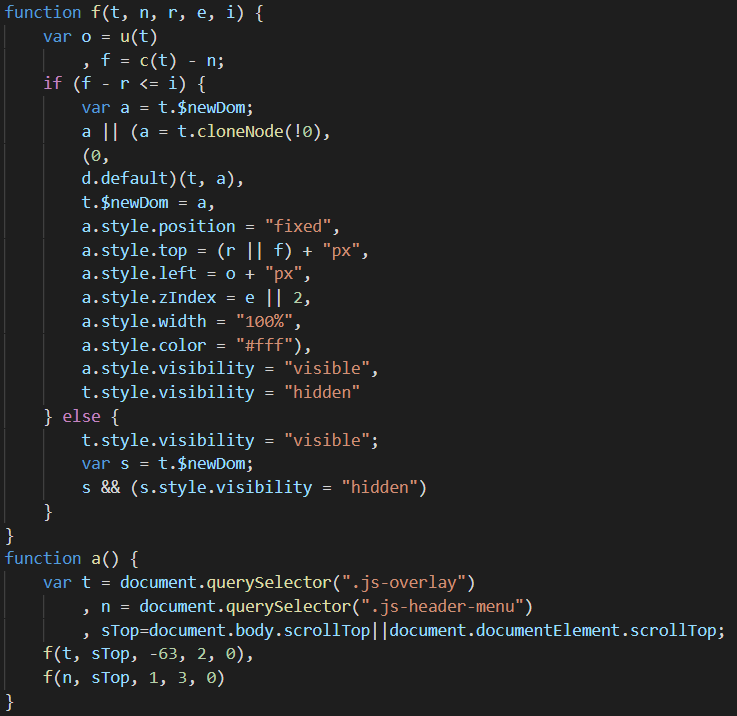 function f(t, n, r, e, i) {
    var o = u(t)
        , f = c(t) - n;
    if (f - r <= i) {
        var a = t.$newDom;
        a || (a = t.cloneNode(!0),
        (0,
        d.default)(t, a),
        t.$newDom = a,
        a.style.position = "fixed",
        a.style.top = (r || f) + "px",
        a.style.left = o + "px",
        a.style.zIndex = e || 2,
        a.style.width = "100%",
        a.style.color = "#fff"),
        a.style.visibility = "visible",
        t.style.visibility = "hidden"
    } else {
        t.style.visibility = "visible";
        var s = t.$newDom;
        s && (s.style.visibility = "hidden")
    }
}
function a() {
    var t = document.querySelector(".js-overlay")
        , n = document.querySelector(".js-header-menu")
        , sTop=document.body.scrollTop||document.documentElement.scrollTop;
    f(t, sTop, -63, 2, 0),
    f(n, sTop, 1, 3, 0)
}